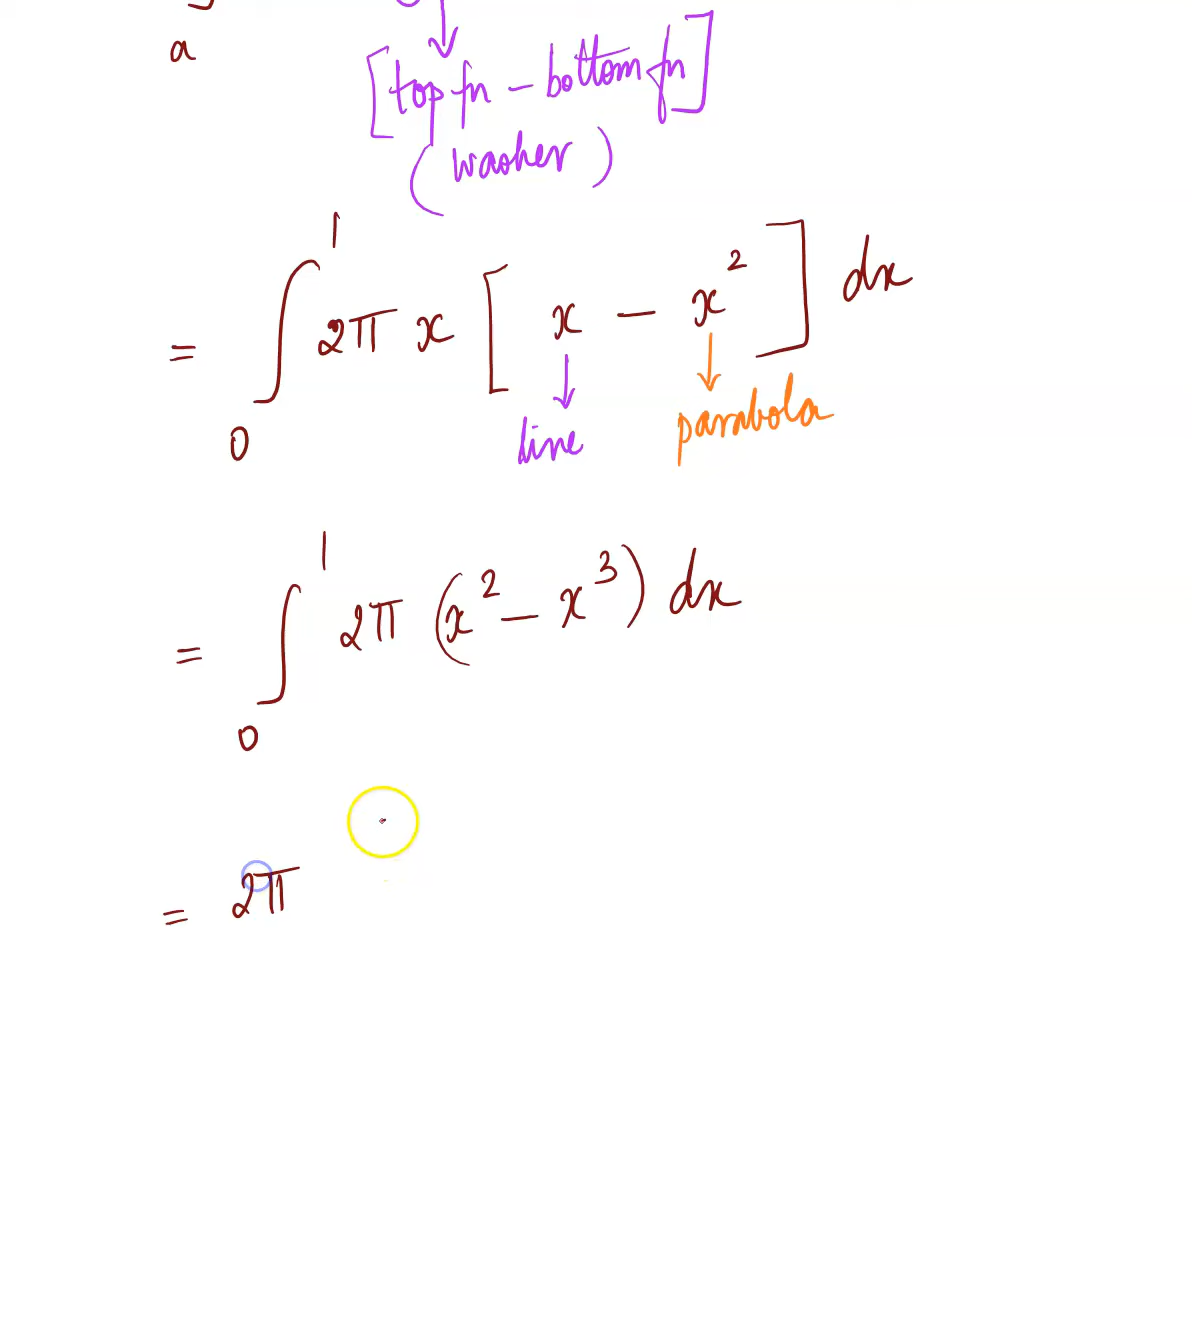 a
[top fn - bottom fn]
(washer)
= ∫₀¹ 2π x [ x - x² ] dx
line parabola
= ∫₀¹ 2π (x² - x³) dx
= 2π